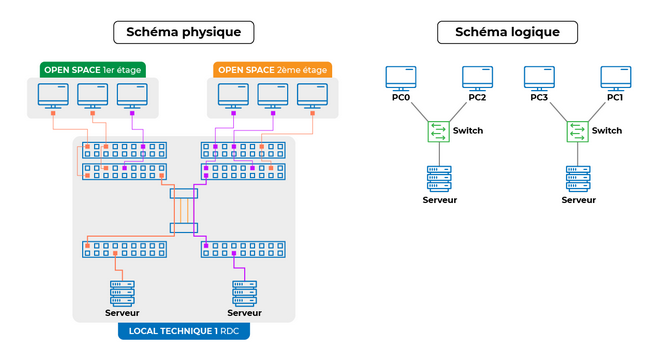 Schéma physique
Schéma logique
OPEN SPACE 1er étage
OPEN SPACE 2ème étage
PC0
PC2
PC3
PC1
Switch
Switch
Serveur
Serveur
Serveur
Serveur
LOCAL TECHNIQUE 1 RDC